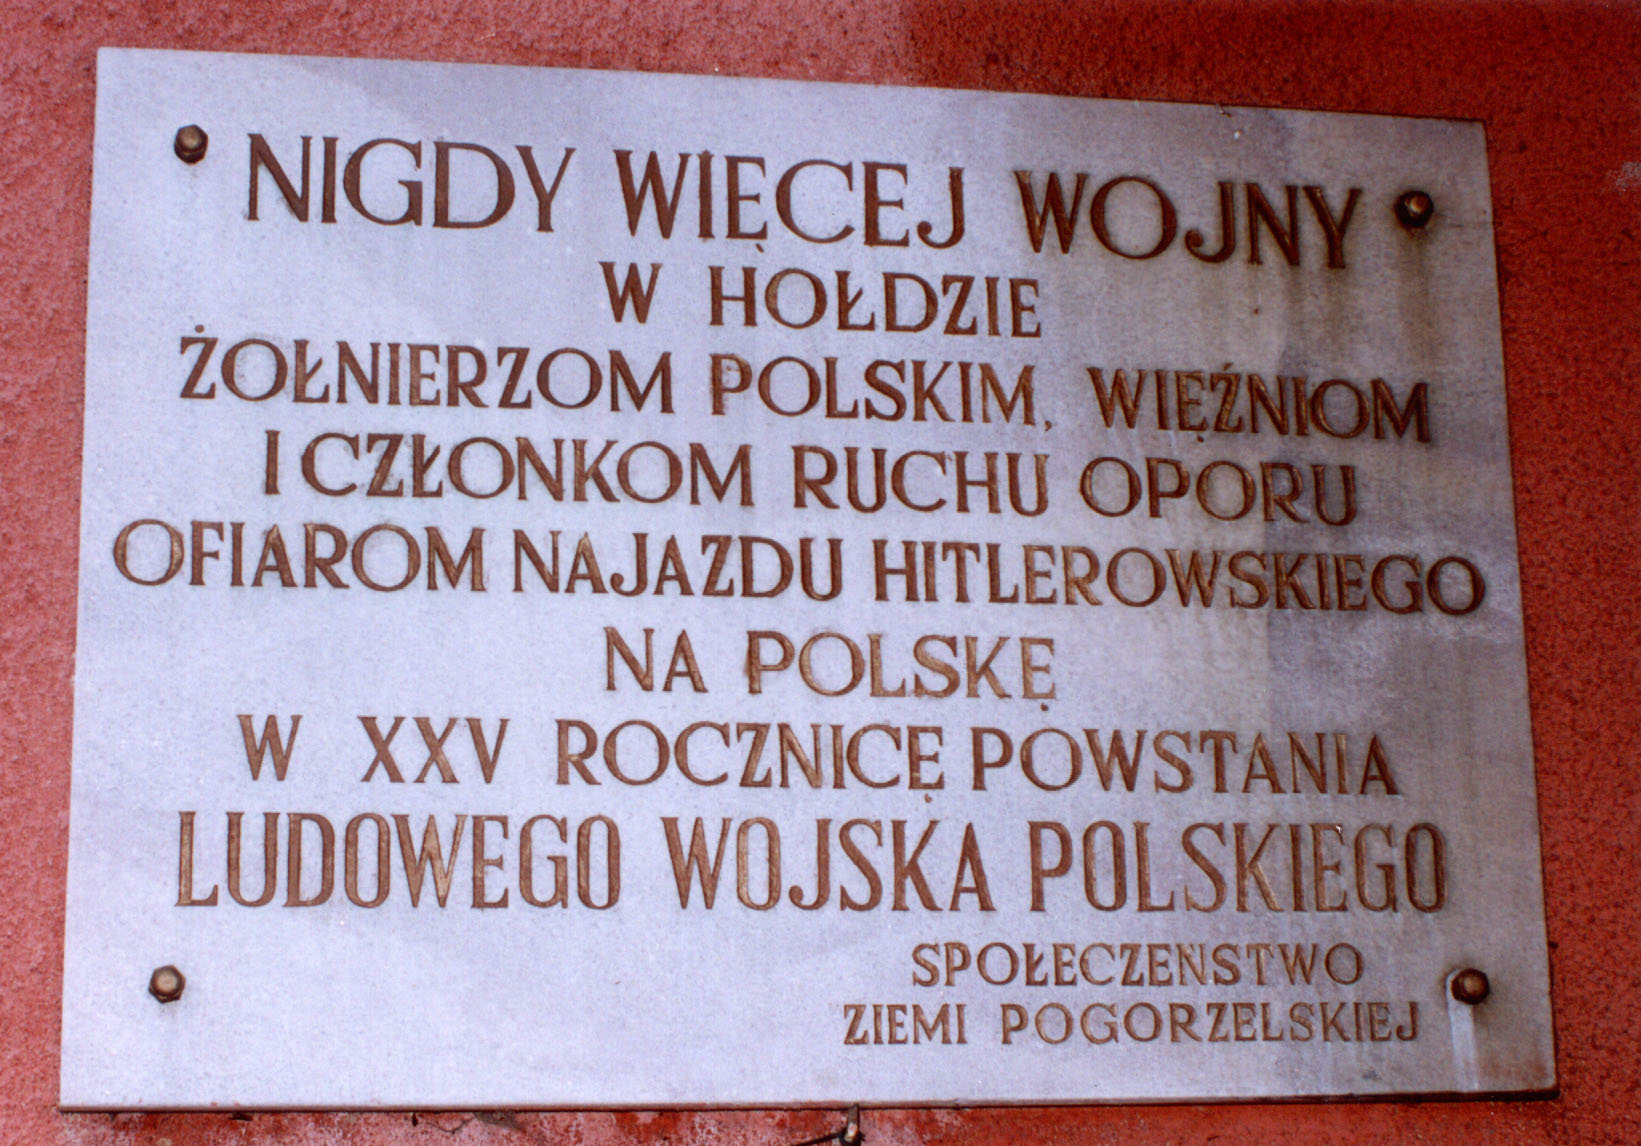 NIGDY WIĘCEJ WOJNY
W HOŁDZIE
ŻOŁNIERZOM POLSKIM, WIĘŹNIOM
I CZŁONKOM RUCHU OPORU
OFIAROM NAJAZDU HITLEROWSKIEGO
NA POLSKĘ
W XXV ROCZNICĘ POWSTANIA
LUDOWEGO WOJSKA POLSKIEGO
SPOŁECZEŃSTWO
ZIEMI POGORZELSKIEJ